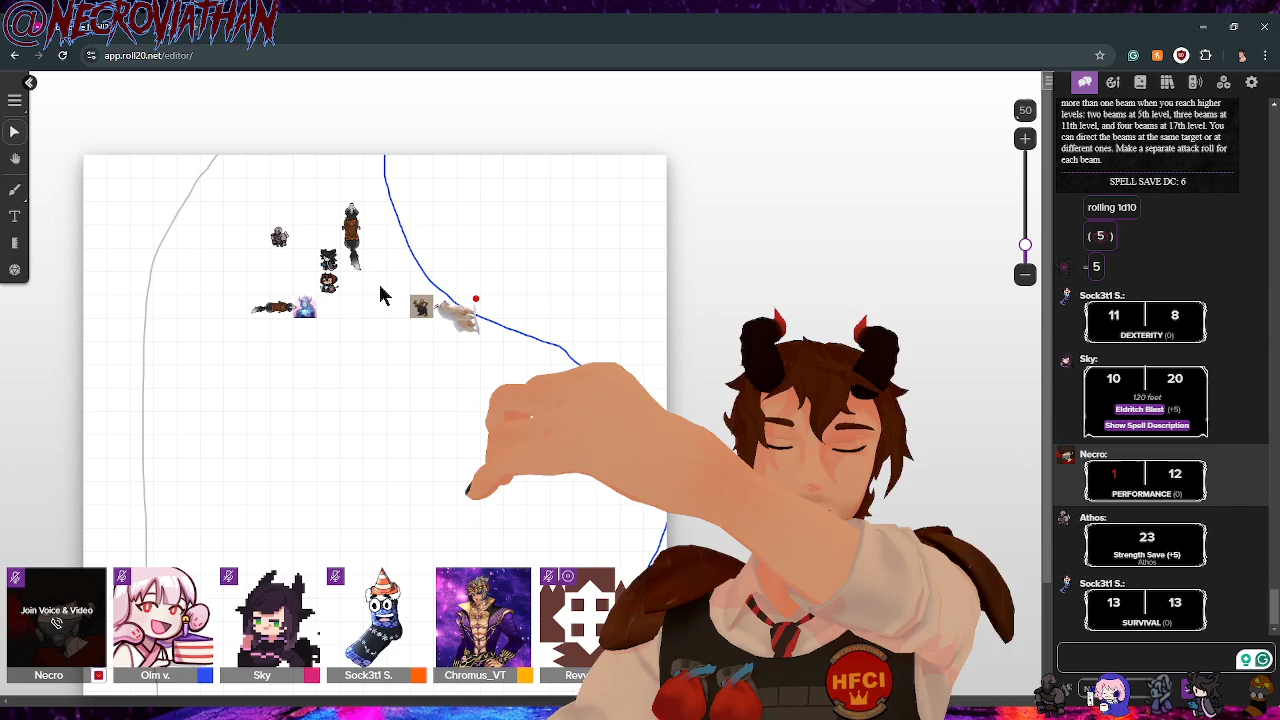 @NECROVIATHAN
app.roll20.net/editor/
50
more than one beam when you reach higher
levels: two beams at 5th level, three beams at
11th level, and four beams at 17th level. You
can direct the beams at the same target or at
different ones. Make a separate attack roll for
each beam.
SPELL SAVE DC: 6
rolling 1d10
( 5 )
= 5
Sock3t1 S.:
11 8
DEXTERITY (0)
Sky:
10 20
120 feet
Eldritch Blast (+5)
Show Spell Description
Necro:
1 12
PERFORMANCE (0)
Athos:
23
Strength Save (+5)
Athos
Sock3t1 S.:
13 13
SURVIVAL (0)
Join Voice & Video
Necro
Olm v.
Sky
Sock3t1 S.
Chromus_VT
NECROVIATHAN
HFCI